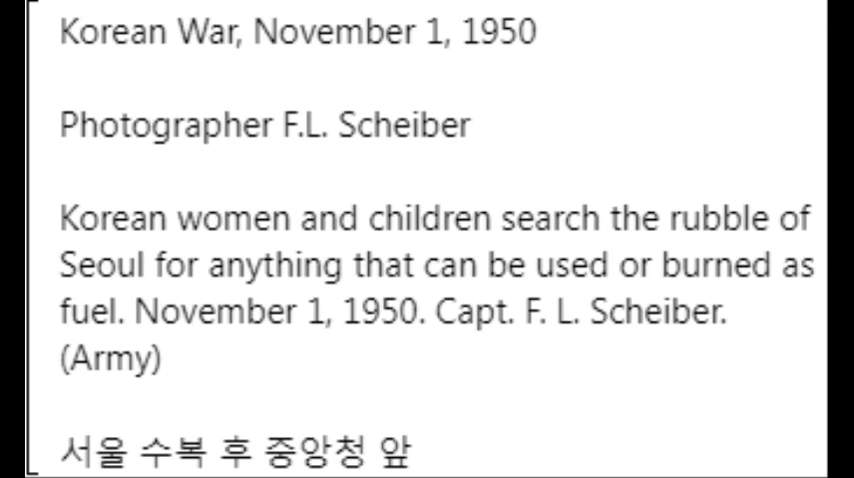 Korean War, November 1, 1950
Photographer F.L. Scheiber
Korean women and children search the rubble of
Seoul for anything that can be used or burned as
fuel. November 1, 1950. Capt. F. L. Scheiber.
(Army)
서울 수복 후 중앙청 앞